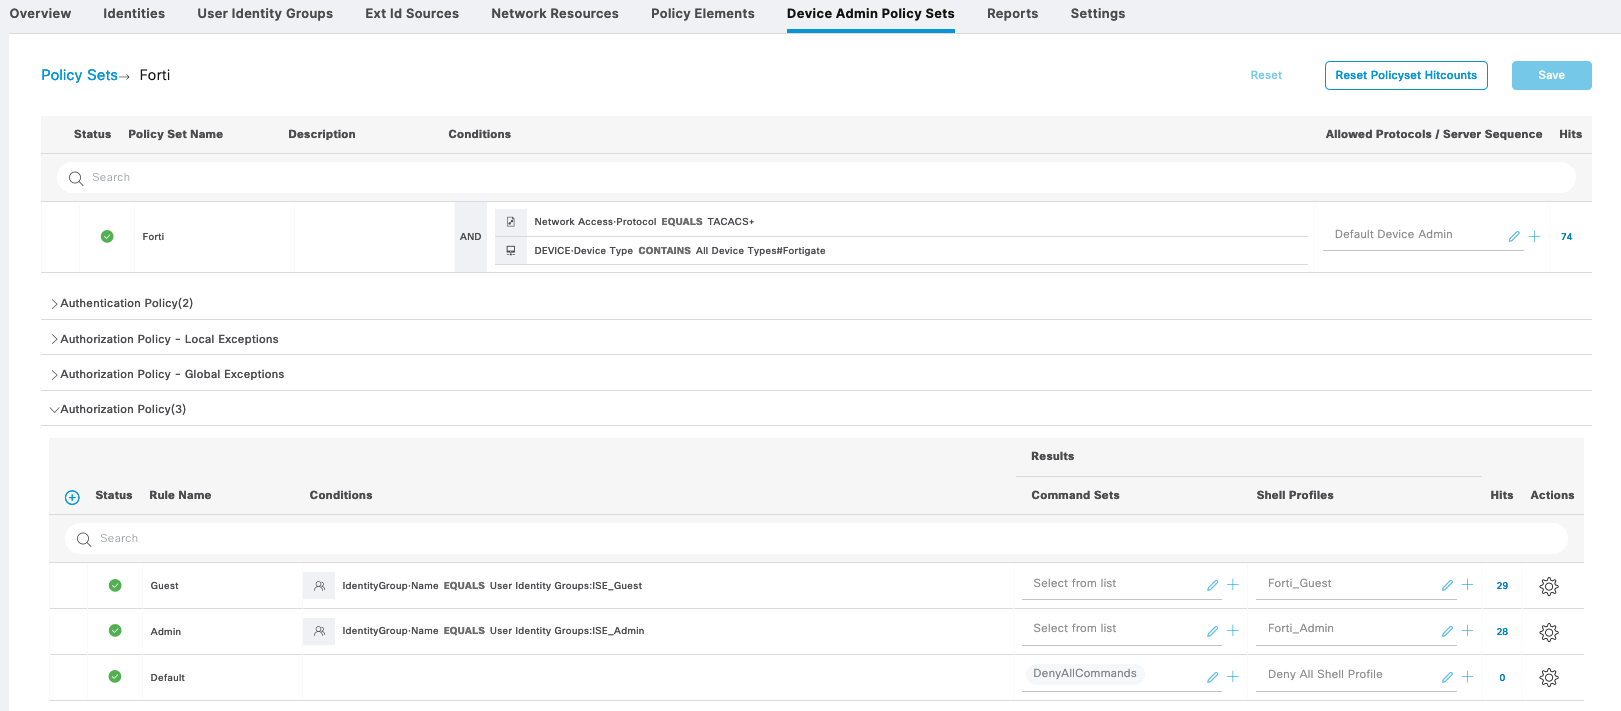 Overview Identities User Identity Groups Ext Id Sources Network Resources Policy Elements Device Admin Policy Sets Reports Settings
Policy Sets→ Forti Reset Reset Policyset Hitcounts Save
Status Policy Set Name Description Conditions Allowed Protocols / Server Sequence Hits
Search
Forti AND Network Access·Protocol EQUALS TACACS+ Default Device Admin 74
DEVICE·Device Type CONTAINS All Device Types#Fortigate
Authentication Policy(2)
Authorization Policy - Local Exceptions
Authorization Policy - Global Exceptions
Authorization Policy(3)
Results
Status Rule Name Conditions Command Sets Shell Profiles Hits Actions
Search
Guest IdentityGroup·Name EQUALS User Identity Groups:ISE_Guest Select from list Forti_Guest 29
Admin IdentityGroup·Name EQUALS User Identity Groups:ISE_Admin Select from list Forti_Admin 28
Default DenyAllCommands Deny All Shell Profile 0